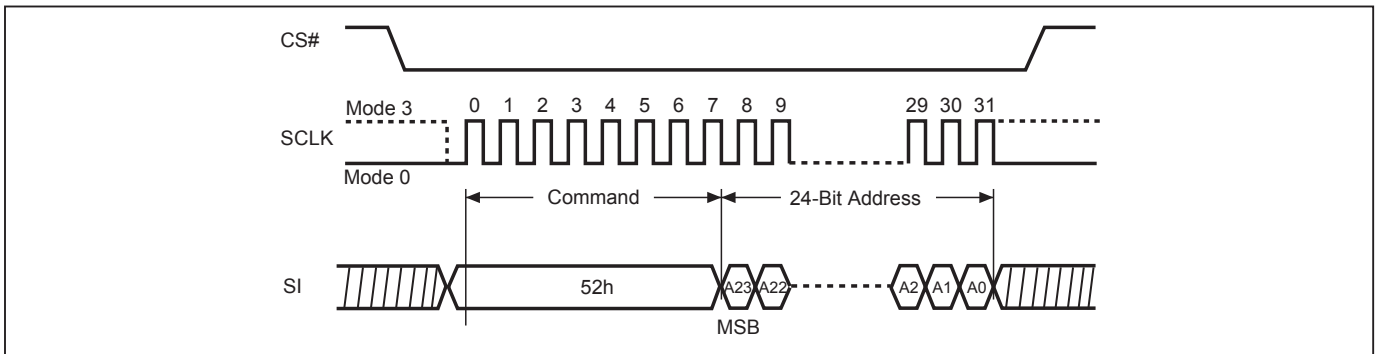 CS#
Mode 3 0 1 2 3 4 5 6 7 8 9 29 30 31
SCLK
Mode 0
Command 24-Bit Address
SI 52h A23 A22 A2 A1 A0
MSB